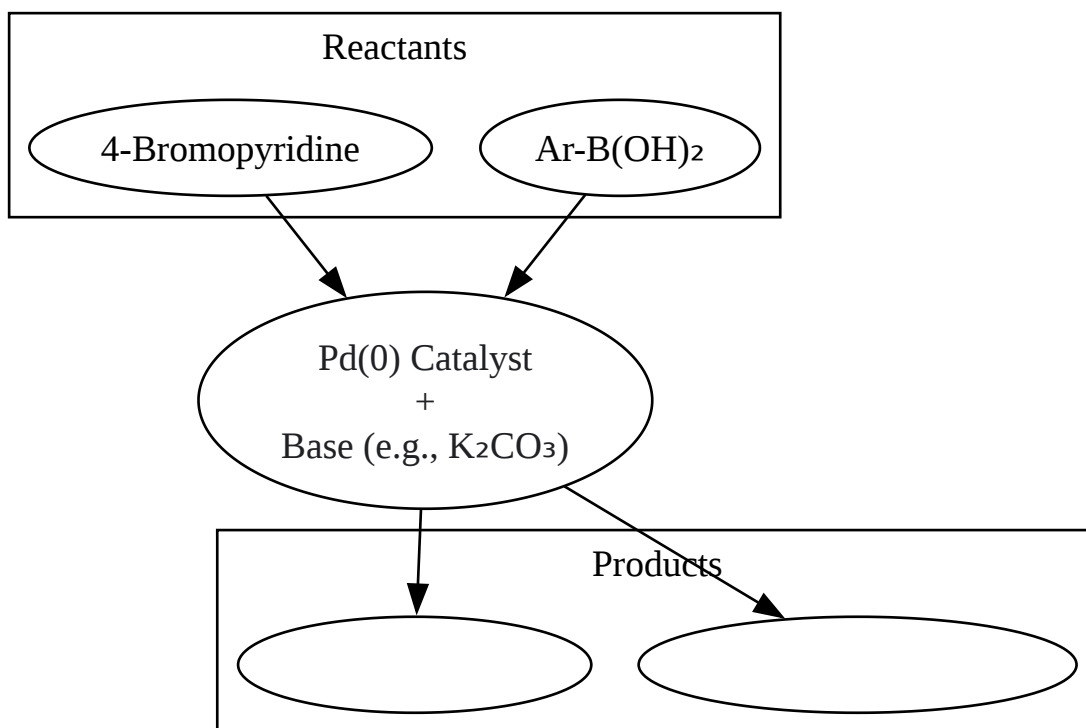 Reactants
4-Bromopyridine
Ar-B(OH)₂
Pd(0) Catalyst
+
Base (e.g., K₂CO₃)
Products